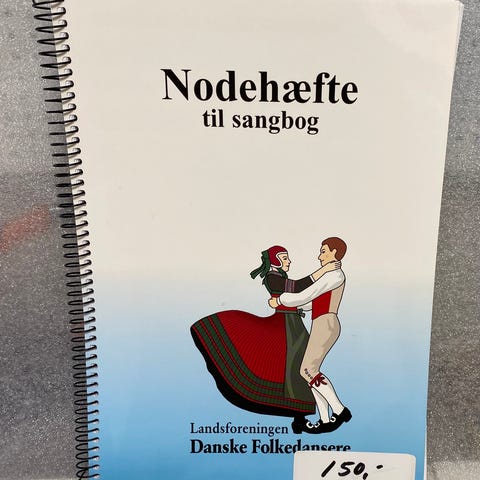 Nodehæfte
til sangbog
Landsforeningen
Danske Folkedansere
150,-